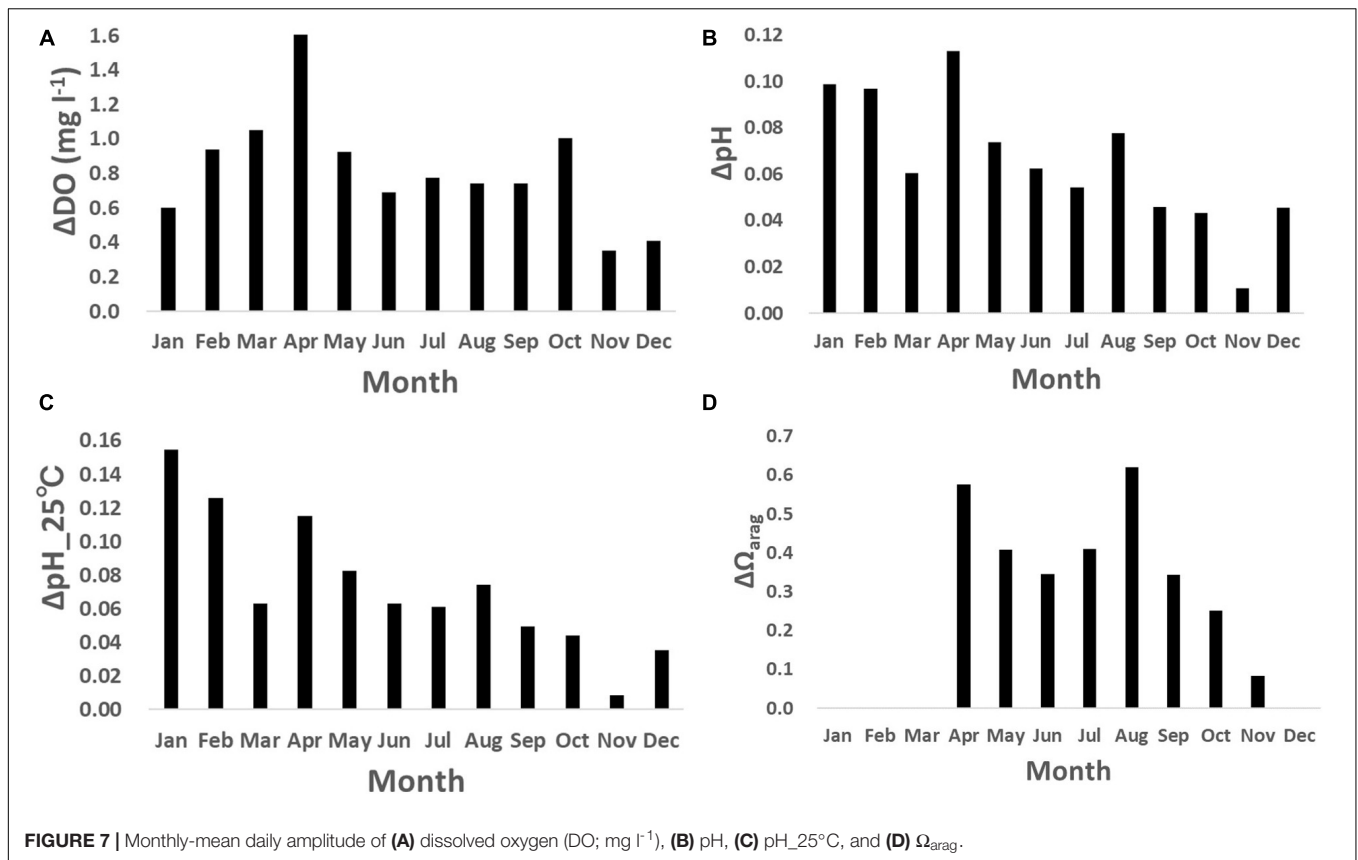 A
ΔDO (mg l-1)
1.6
1.4
1.2
1.0
0.8
0.6
0.4
0.2
0.0
Jan Feb Mar Apr May Jun Jul Aug Sep Oct Nov Dec
Month
B
ΔpH
0.12
0.10
0.08
0.06
0.04
0.02
0.00
Jan Feb Mar Apr May Jun Jul Aug Sep Oct Nov Dec
Month
C
ΔpH_25℃
0.16
0.14
0.12
0.10
0.08
0.06
0.04
0.02
0.00
Jan Feb Mar Apr May Jun Jul Aug Sep Oct Nov Dec
Month
D
ΔΩarag
0.7
0.6
0.5
0.4
0.3
0.2
0.1
0.0
Jan Feb Mar Apr May Jun Jul Aug Sep Oct Nov Dec
Month
FIGURE 7 | Monthly-mean daily amplitude of (A) dissolved oxygen (DO; mg l-1), (B) pH, (C) pH_25°C, and (D) Ωarag.